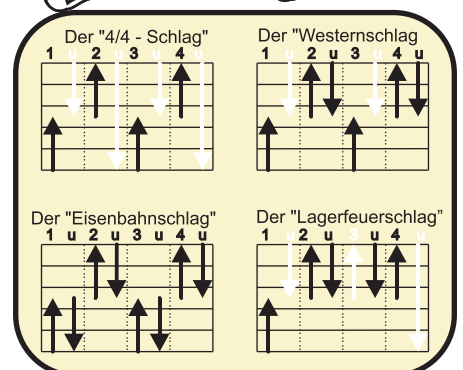 Der "4/4 - Schlag"
1 u 2 u 3 u 4 u
Der "Westernschlag
1 u 2 u 3 u 4 u
Der "Eisenbahnschlag"
1 u 2 u 3 u 4 u
Der "Lagerfeuerschlag"
1 u 2 u 3 u 4 u